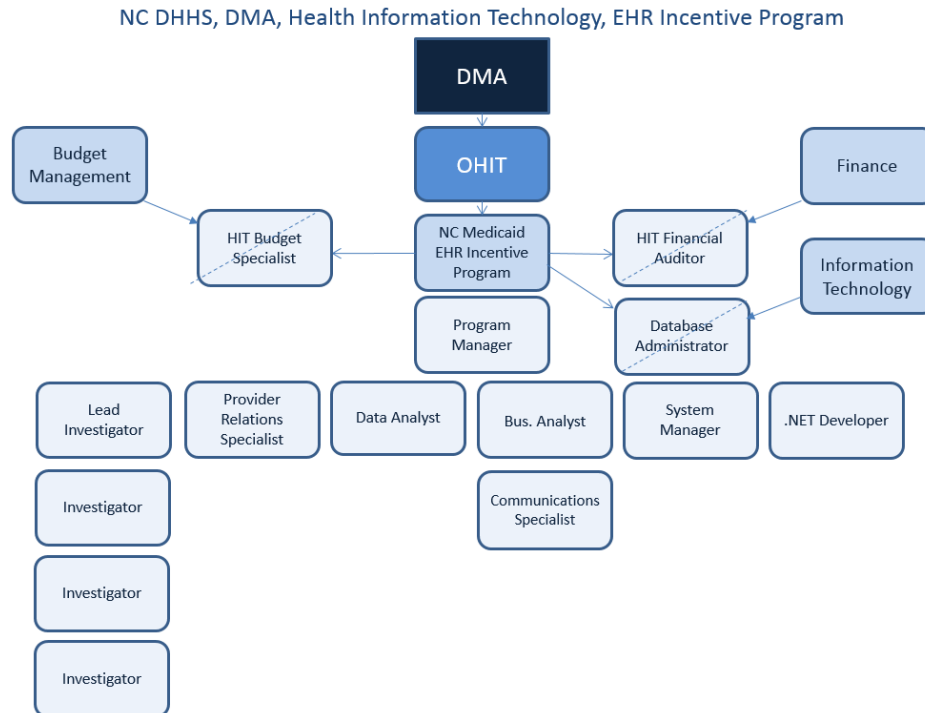 NC DHHS, DMA, Health Information Technology, EHR Incentive Program
DMA
OHIT
Budget
Management
Finance
HIT Budget
Specialist
NC Medicaid
EHR Incentive
Program
HIT Financial
Auditor
Information
Technology
Program
Manager
Database
Administrator
Lead
Investigator
Provider
Relations
Specialist
Data Analyst
Bus. Analyst
System
Manager
.NET Developer
Investigator
Communications
Specialist
Investigator
Investigator